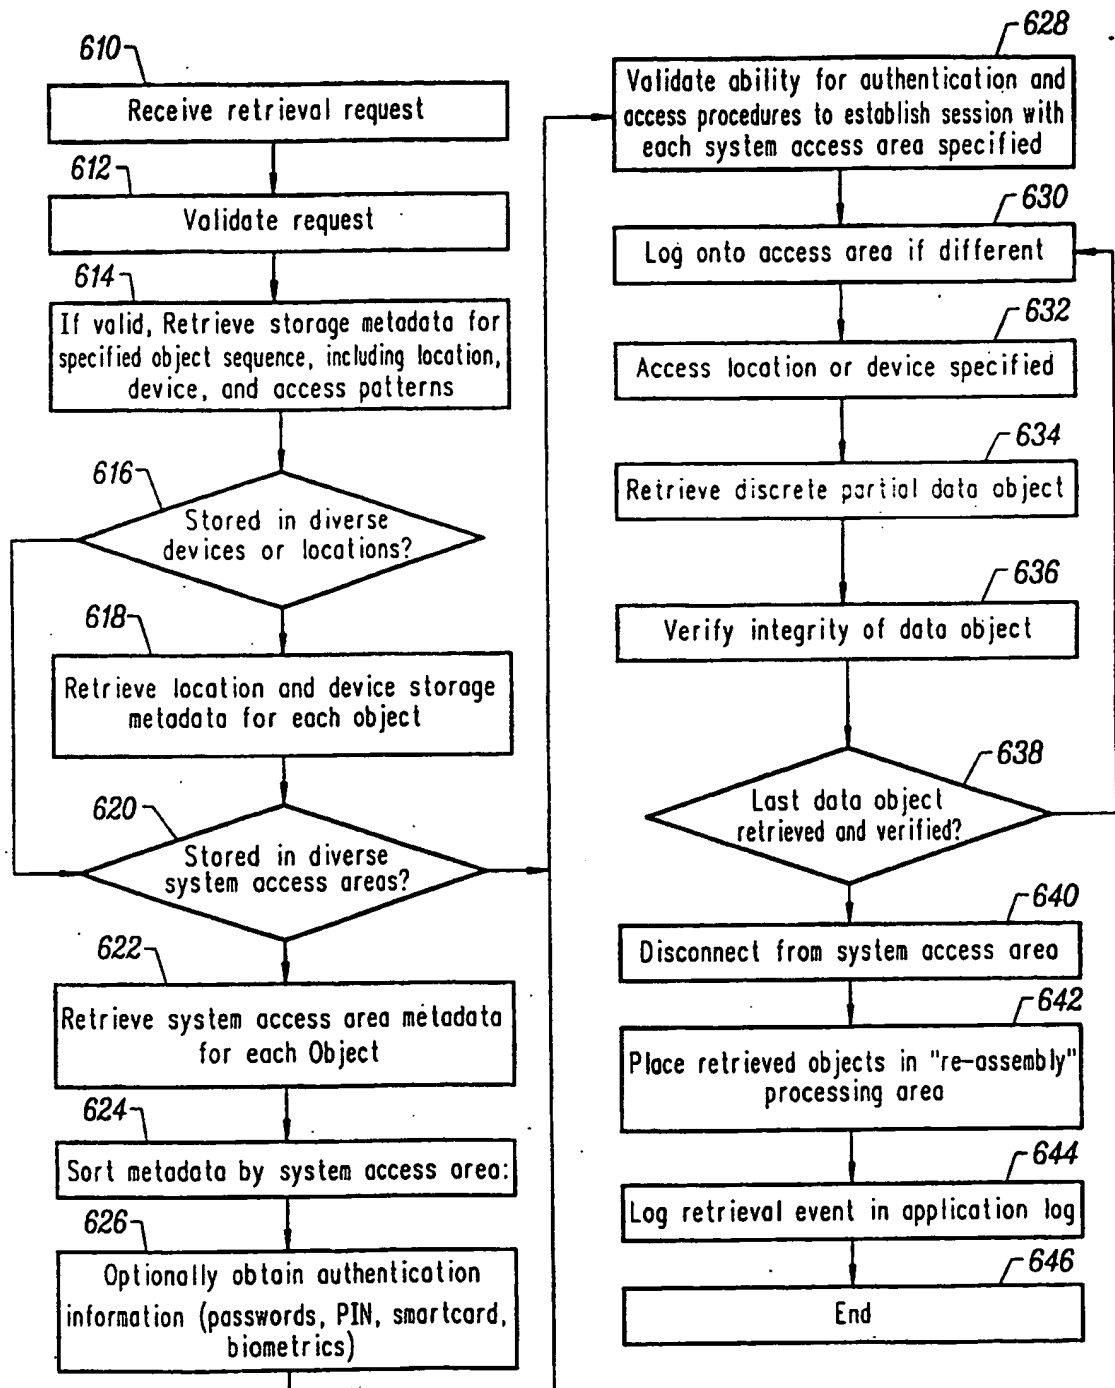 610
Receive retrieval request
612
Validate request
614
If valid, Retrieve storage metadata for
specified object sequence, including location,
device, and access patterns
616
Stored in diverse
devices or locations?
618
Retrieve location and device storage
metadata for each object
620
Stored in diverse
system access areas?
622
Retrieve system access area metadata
for each Object
624
Sort metadata by system access area:
626
Optionally obtain authentication
information (passwords, PIN, smartcard,
biometrics)
628
Validate ability for authentication and
access procedures to establish session with
each system access area specified
630
Log onto access area if different
632
Access location or device specified
634
Retrieve discrete partial data object
636
Verify integrity of data object
638
Last data object
retrieved and verified?
640
Disconnect from system access area
642
Place retrieved objects in "re-assembly"
processing area
644
Log retrieval event in application log
646
End